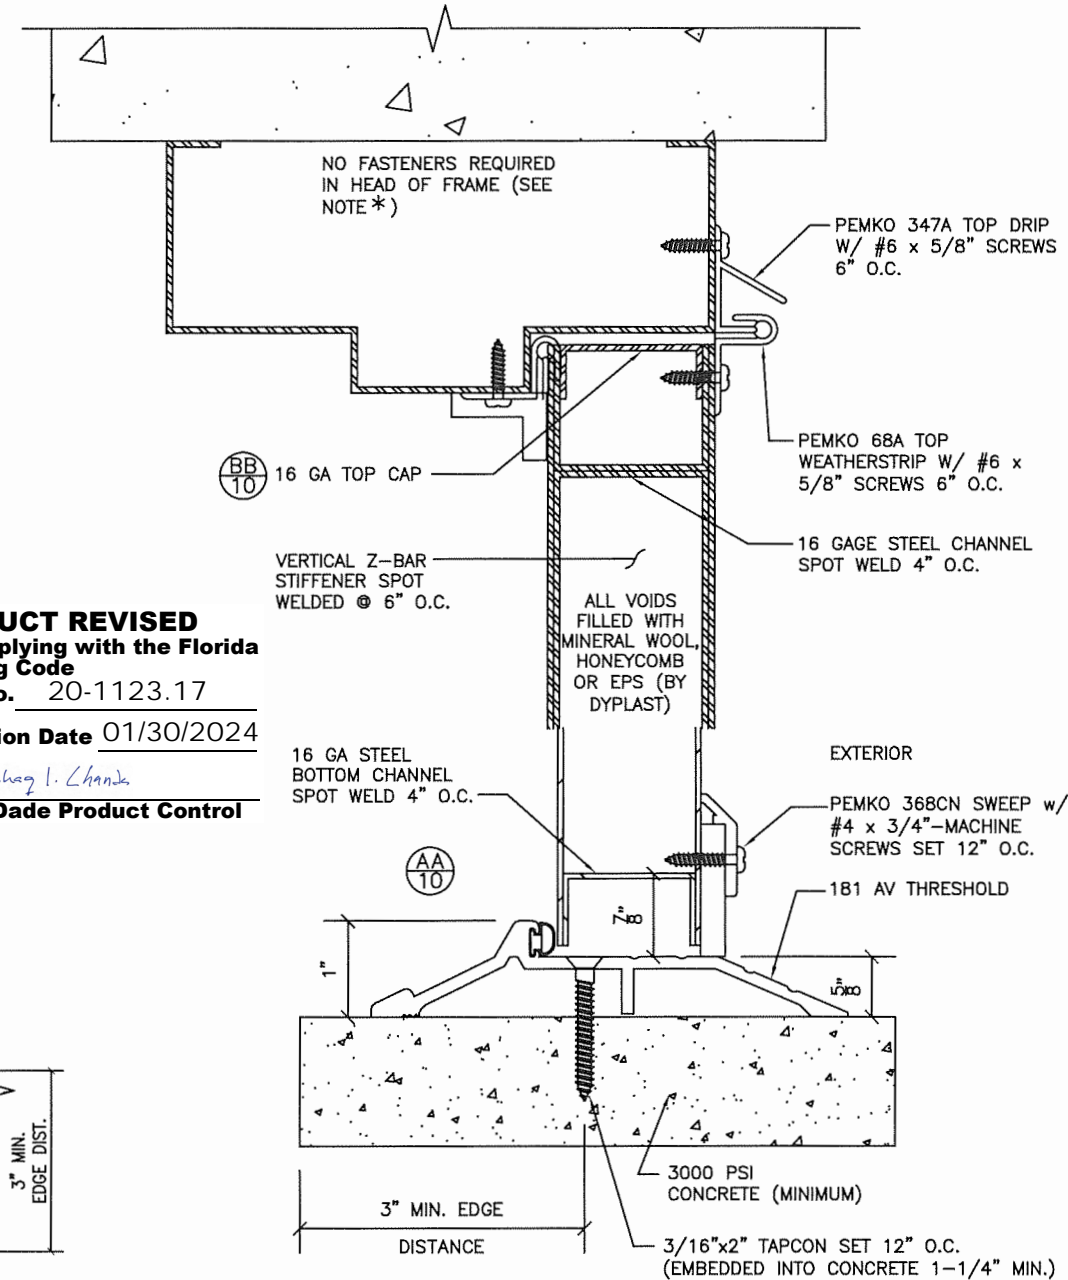 NO FASTENERS REQUIRED
IN HEAD OF FRAME (SEE
NOTE *)
PEMKO 347A TOP DRIP
W/ #6 x 5/8" SCREWS
6" O.C.
BB
10
16 GA TOP CAP
PEMKO 68A TOP
WEATHERSTRIP W/ #6 x
5/8" SCREWS 6" O.C.
16 GAGE STEEL CHANNEL
SPOT WELD 4" O.C.
VERTICAL Z-BAR
STIFFENER SPOT
WELDED @ 6" O.C.
ALL VOIDS
FILLED WITH
MINERAL WOOL,
HONEYCOMB
OR EPS (BY
DYPLAST)
UCT REVISED
plying with the Florida
g Code
o. 20-1123.17
ion Date 01/30/2024
Dade Product Control
16 GA STEEL
BOTTOM CHANNEL
SPOT WELD 4" O.C.
EXTERIOR
PEMKO 368CN SWEEP w/
#4 x 3/4"-MACHINE
SCREWS SET 12" O.C.
AA
10
181 AV THRESHOLD
7/8"
1"
5/8"
3" MIN.
EDGE DIST.
3000 PSI
CONCRETE (MINIMUM)
3" MIN. EDGE
DISTANCE
3/16"x2" TAPCON SET 12" O.C.
(EMBEDDED INTO CONCRETE 1-1/4" MIN.)